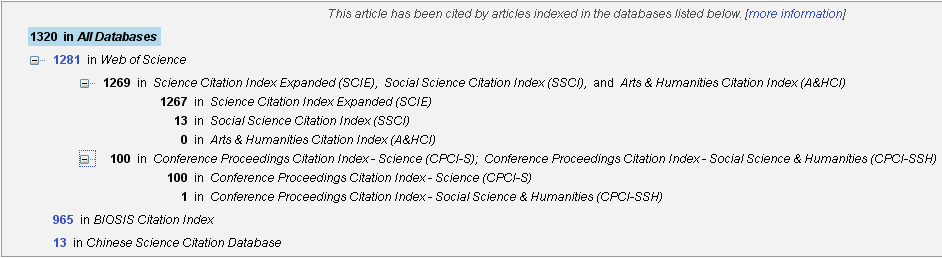 This article has been cited by articles indexed in the databases listed below. [more information]
1320 in All Databases
1281 in Web of Science
1269 in Science Citation Index Expanded (SCIE), Social Science Citation Index (SSCI), and Arts & Humanities Citation Index (A&HCI)
1267 in Science Citation Index Expanded (SCIE)
13 in Social Science Citation Index (SSCI)
0 in Arts & Humanities Citation Index (A&HCI)
100 in Conference Proceedings Citation Index - Science (CPCI-S); Conference Proceedings Citation Index - Social Science & Humanities (CPCI-SSH)
100 in Conference Proceedings Citation Index - Science (CPCI-S)
1 in Conference Proceedings Citation Index - Social Science & Humanities (CPCI-SSH)
965 in BIOSIS Citation Index
13 in Chinese Science Citation Database